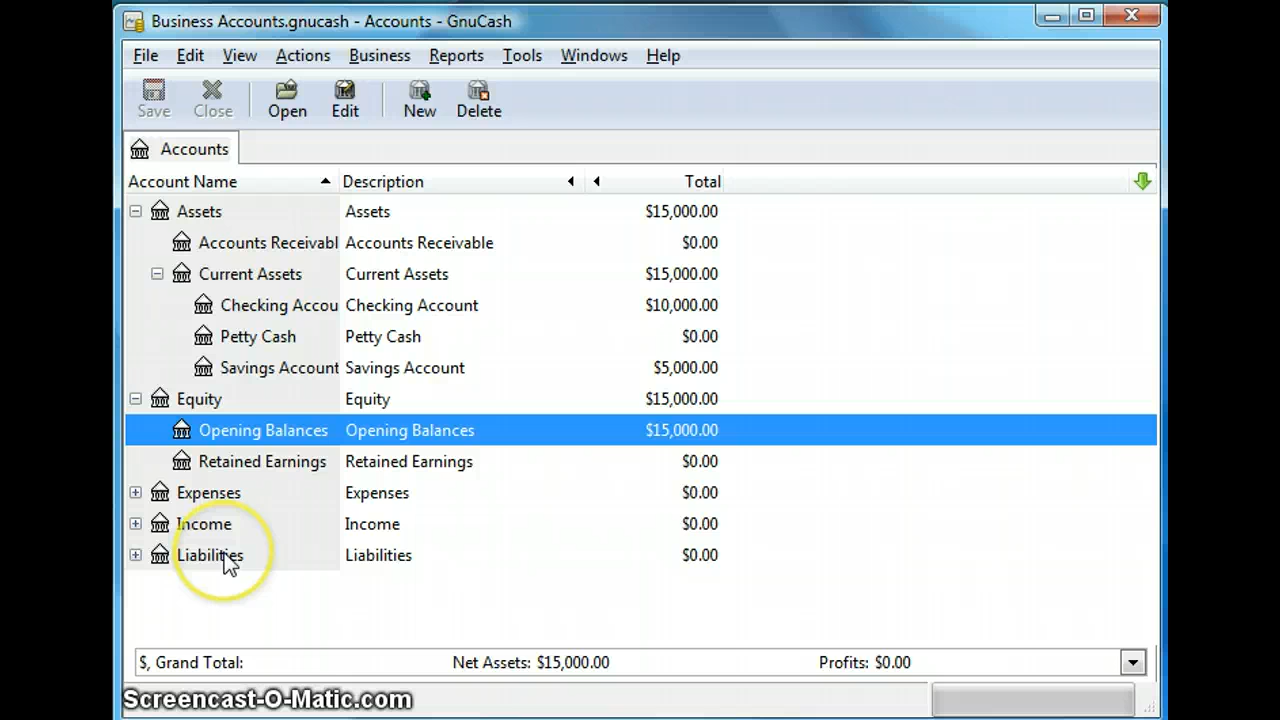 Business Accounts.gnucash - Accounts - GnuCash
File Edit View Actions Business Reports Tools Windows Help
Save Close Open Edit New Delete
Accounts
Account Name Description Total
Assets Assets $15,000.00
Accounts Receivabl Accounts Receivable $0.00
Current Assets Current Assets $15,000.00
Checking Accou Checking Account $10,000.00
Petty Cash Petty Cash $0.00
Savings Account Savings Account $5,000.00
Equity Equity $15,000.00
Opening Balances Opening Balances $15,000.00
Retained Earnings Retained Earnings $0.00
Expenses Expenses $0.00
Income Income $0.00
Liabilities Liabilities $0.00
$, Grand Total: Net Assets: $15,000.00 Profits: $0.00
Screencast-O-Matic.com